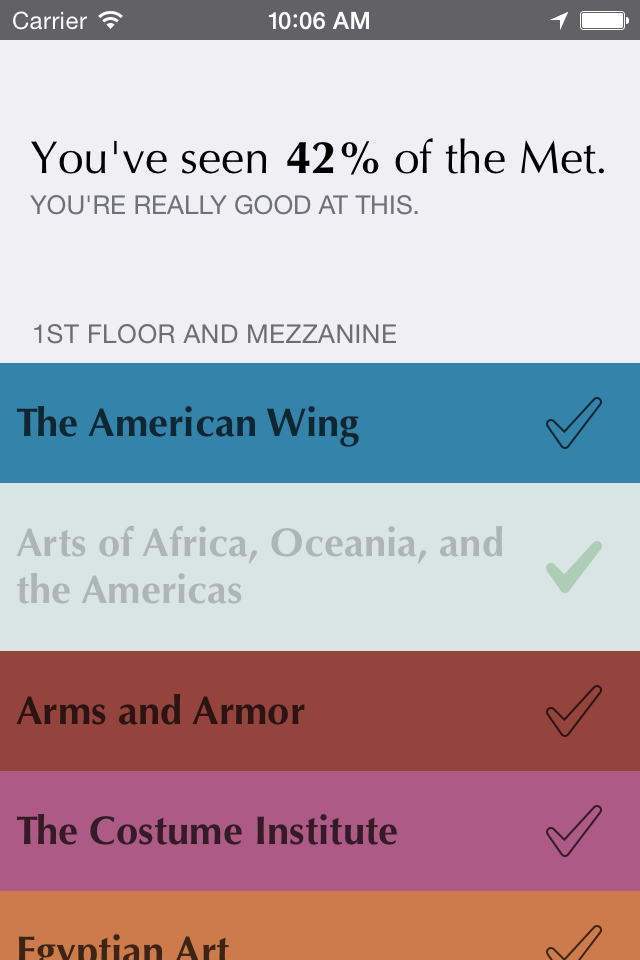 Carrier 10:06 AM
You've seen 42% of the Met.
YOU'RE REALLY GOOD AT THIS.
1ST FLOOR AND MEZZANINE
The American Wing
Arts of Africa, Oceania, and
the Americas
Arms and Armor
The Costume Institute
Egyptian Art